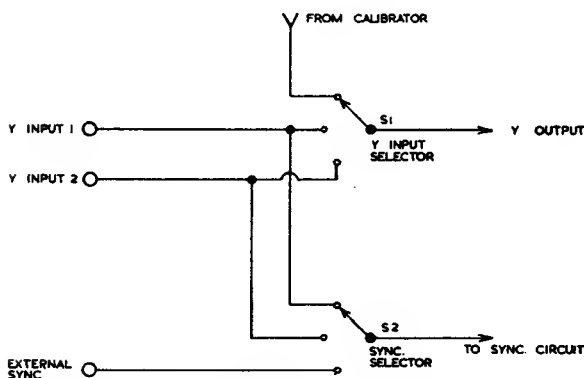 FROM CALIBRATOR
S1
Y INPUT 1
Y OUTPUT
Y INPUT
SELECTOR
Y INPUT 2
S2
SYNC.
SELECTOR
TO SYNC. CIRCUIT
EXTERNAL
SYNC